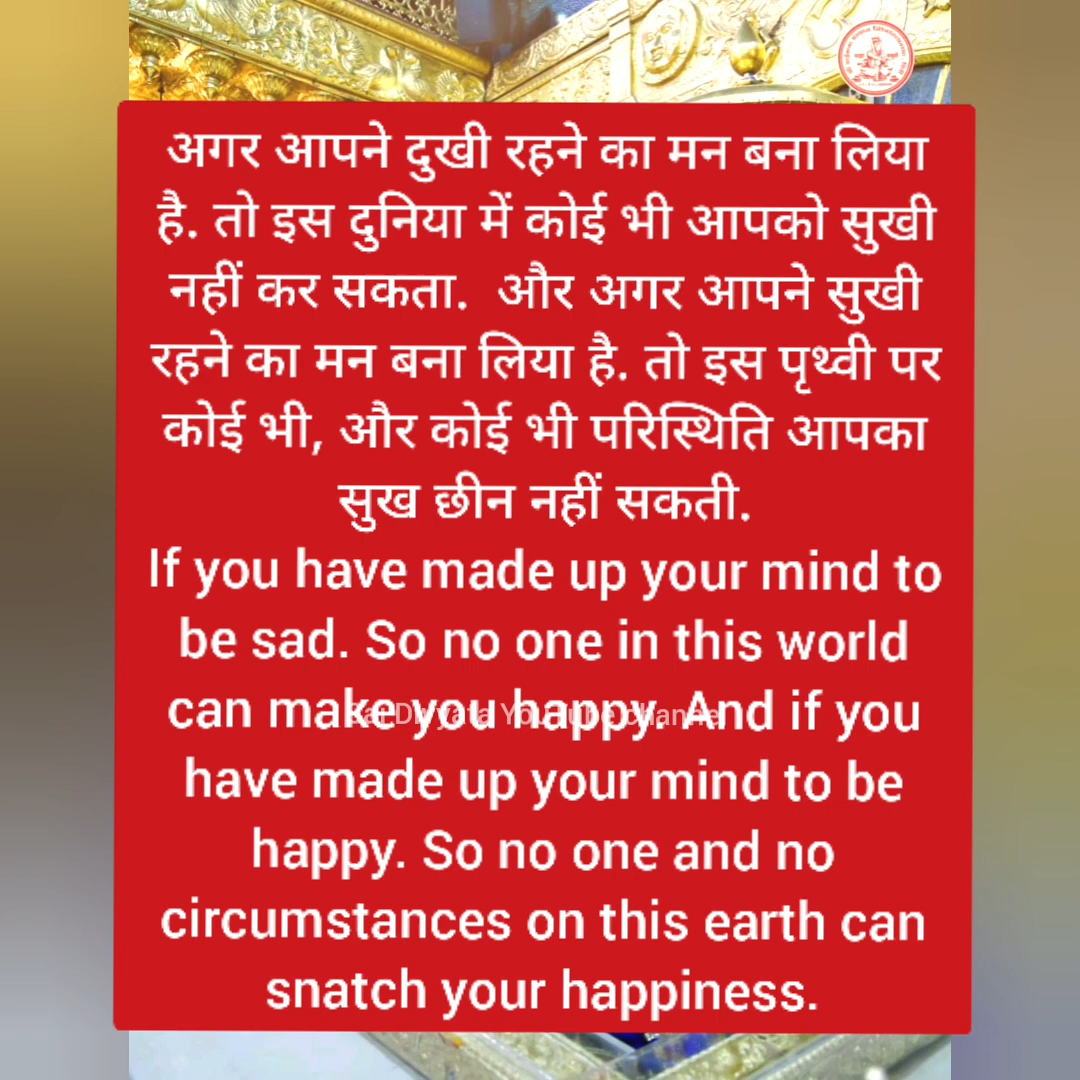 अगर आपने दुखी रहने का मन बना लिया
है. तो इस दुनिया में कोई भी आपको सुखी
नहीं कर सकता. और अगर आपने सुखी
रहने का मन बना लिया है. तो इस पृथ्वी पर
कोई भी, और कोई भी परिस्थिति आपका
सुख छीन नहीं सकती.
If you have made up your mind to
be sad. So no one in this world
can make you happy. And if you
have made up your mind to be
happy. So no one and no
circumstances on this earth can
snatch your happiness.